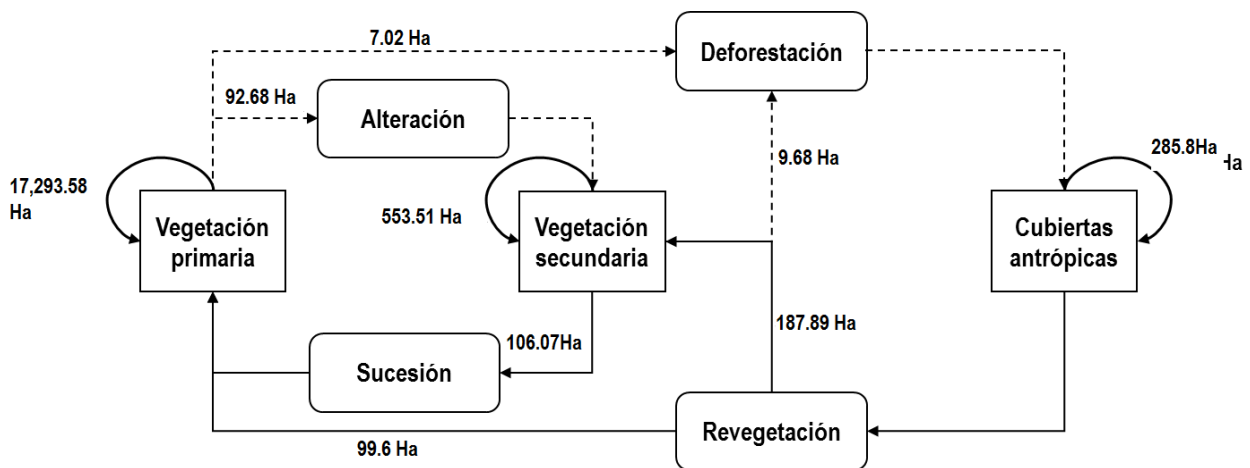 7.02 Ha
Deforestación
92.68 Ha
Alteración
9.68 Ha
285.8Ha
Ha
17,293.58
Ha
553.51 Ha
Vegetación
primaria
Vegetación
secundaria
Cubiertas
antrópicas
187.89 Ha
106.07Ha
Sucesión
Revegetación
99.6 Ha